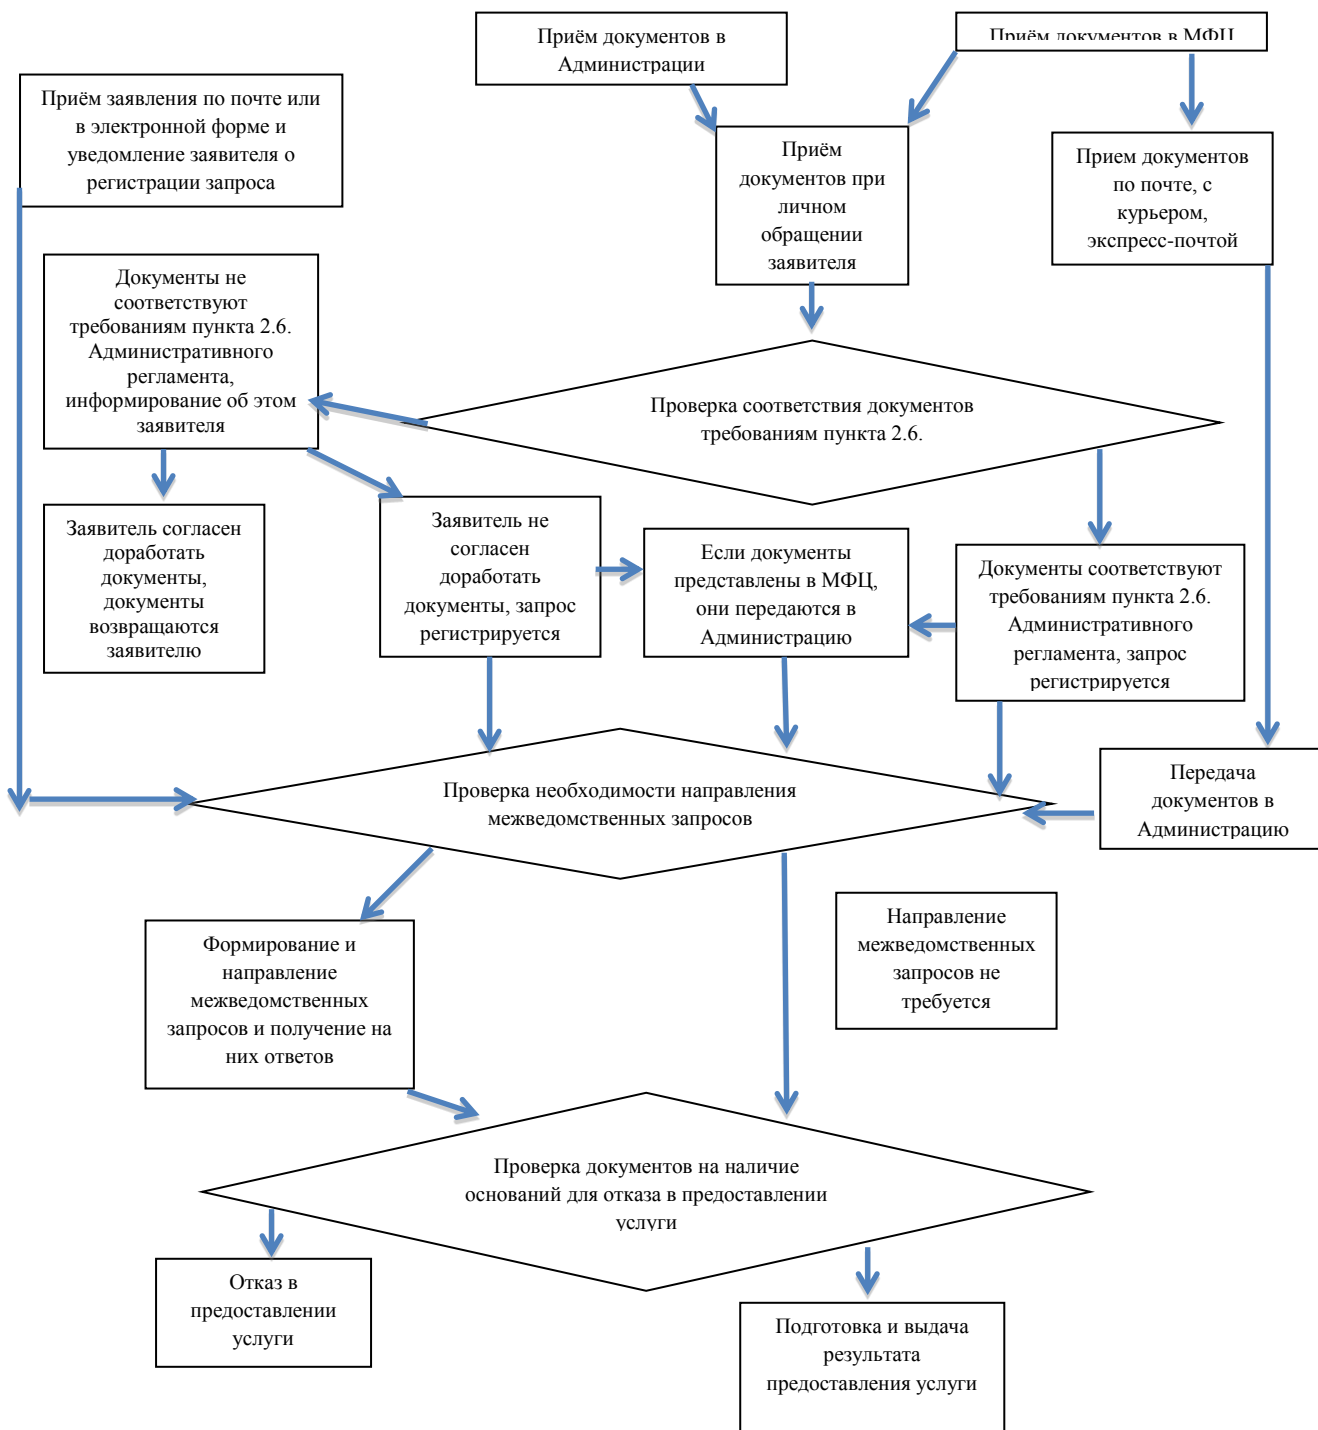 Приём документов в
Администрации
Приём документов в МФЦ
Приём заявления по почте или
в электронной форме и
уведомление заявителя о
регистрации запроса
Приём
документов при
личном
обращении
заявителя
Прием документов
по почте, с
курьером,
экспресс-почтой
Документы не
соответствуют
требованиям пункта 2.6.
Административного
регламента,
информирование об этом
заявителя
Проверка соответствия документов
требованиям пункта 2.6.
Заявитель согласен
доработать
документы,
документы
возвращаются
заявителю
Заявитель не
согласен
доработать
документы, запрос
регистрируется
Если документы
представлены в МФЦ,
они передаются в
Администрацию
Документы соответствуют
требованиям пункта 2.6.
Административного
регламента, запрос
регистрируется
Проверка необходимости направления
межведомственных запросов
Передача
документов в
Администрацию
Формирование и
направление
межведомственных
запросов и получение на
них ответов
Направление
межведомственных
запросов не
требуется
Проверка документов на наличие
оснований для отказа в предоставлении
услуги
Отказ в
предоставлении
услуги
Подготовка и выдача
результата
предоставления услуги